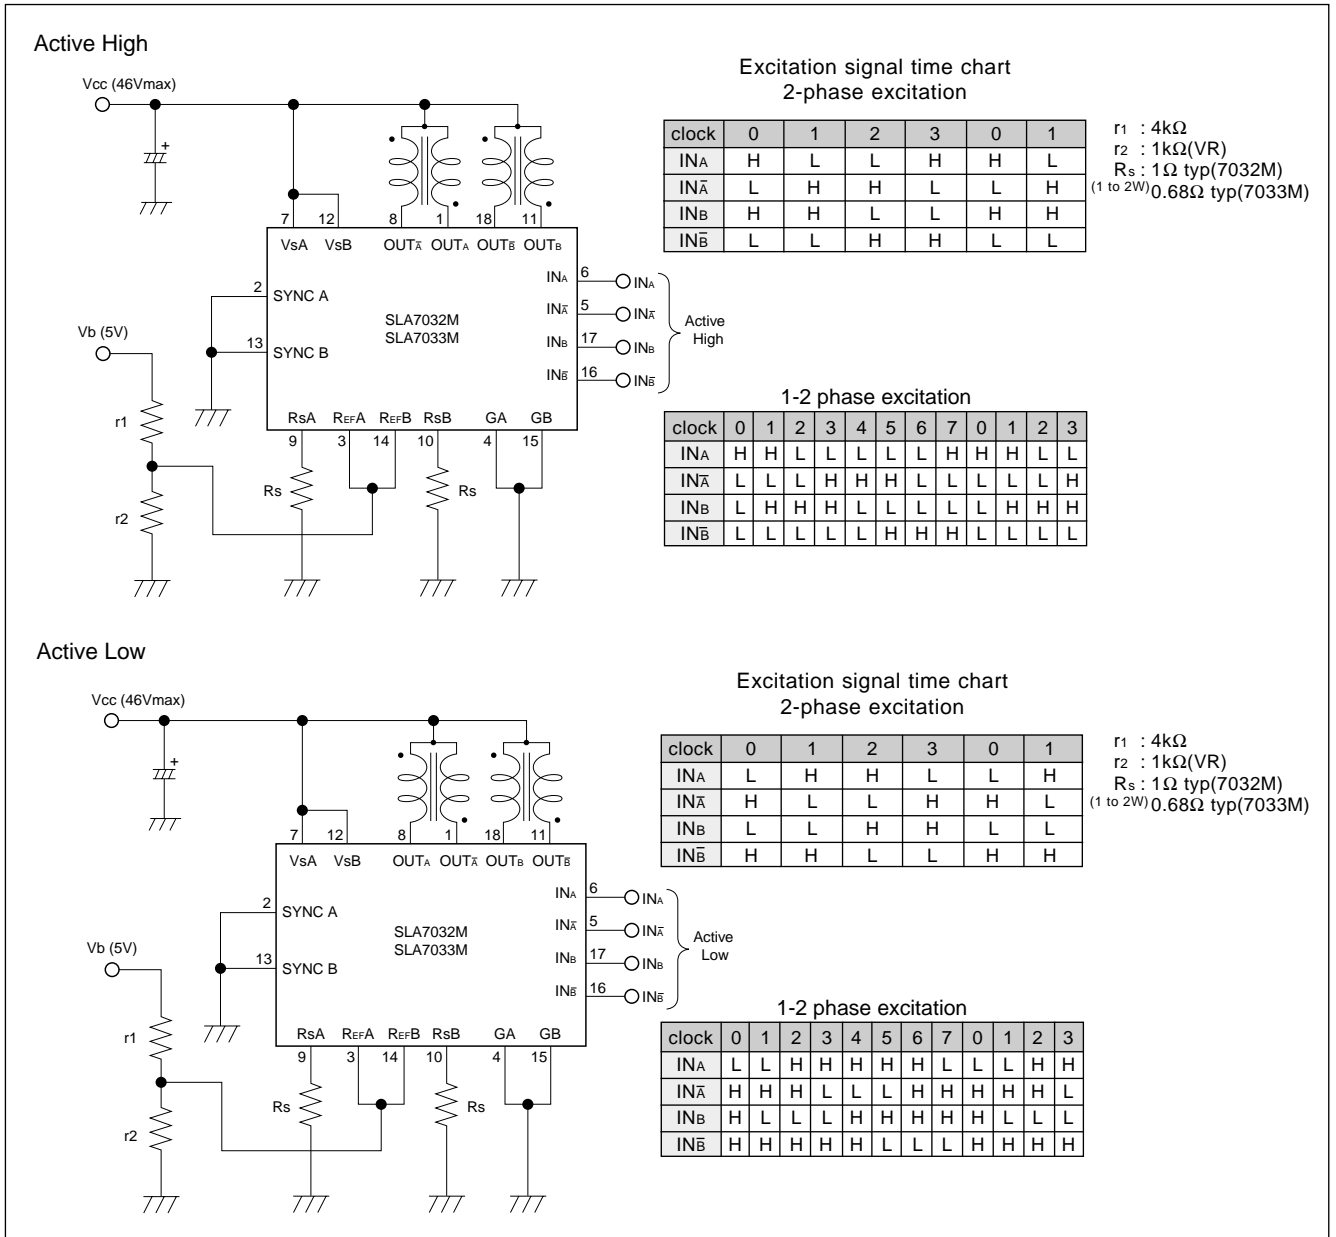 Active High
Vcc (46Vmax)
+
7 12 8 1 18 11
VsA VsB OUTA̅ OUTA OUTB̅ OUTB
2 SYNC A
13 SYNC B
SLA7032M
SLA7033M
INA 6 INA
INA̅ 5 INA̅
INB 17 INB
INB̅ 16 INB̅
Active
High
Vb (5V)
r1
r2
RsA REFA REFB RsB GA GB
9 3 14 10 4 15
Rs Rs
Excitation signal time chart
2-phase excitation
clock 0 1 2 3 0 1
INA H L L H H L
INA̅ L H H L L H
INB H H L L H H
INB̅ L L H H L L
r1 : 4kΩ
r2 : 1kΩ(VR)
Rs : 1Ω typ(7032M)
(1 to 2W) 0.68Ω typ(7033M)
1-2 phase excitation
clock 0 1 2 3 4 5 6 7 0 1 2 3
INA H H L L L L L H H H L L
INA̅ L L L H H H L L L L L H
INB L H H H L L L L L H H H
INB̅ L L L L L H H H L L L L
Active Low
Vcc (46Vmax)
+
7 12 8 1 18 11
VsA VsB OUTA OUTA̅ OUTB OUTB̅
2 SYNC A
13 SYNC B
SLA7032M
SLA7033M
INA 6 INA
INA̅ 5 INA̅
INB 17 INB
INB̅ 16 INB̅
Active
Low
Vb (5V)
r1
r2
RsA REFA REFB RsB GA GB
9 3 14 10 4 15
Rs Rs
Excitation signal time chart
2-phase excitation
clock 0 1 2 3 0 1
INA L H H L L H
INA̅ H L L H H L
INB L L H H L L
INB̅ H H L L H H
r1 : 4kΩ
r2 : 1kΩ(VR)
Rs : 1Ω typ(7032M)
(1 to 2W) 0.68Ω typ(7033M)
1-2 phase excitation
clock 0 1 2 3 4 5 6 7 0 1 2 3
INA L L H H H H H L L L H H
INA̅ H H H L L L H H H H H L
INB H L L L H H H H H L L L
INB̅ H H H H H L L L H H H H